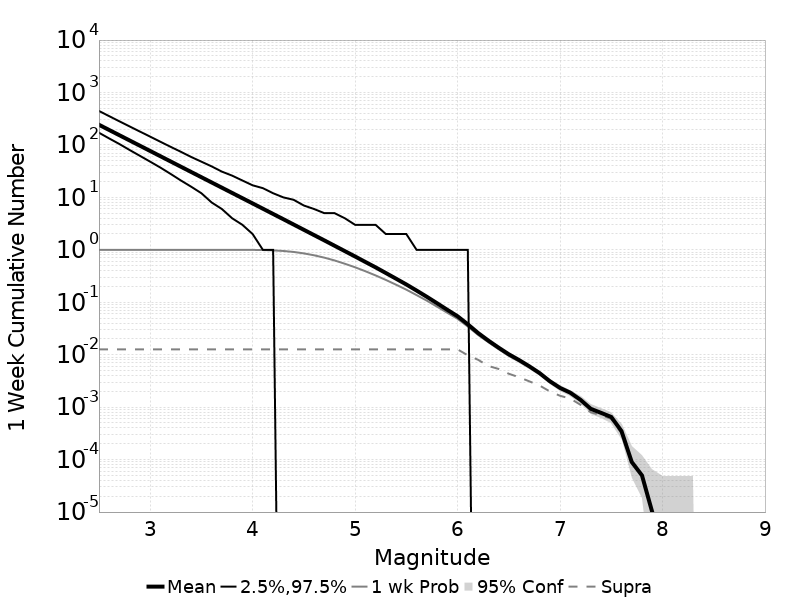 10^4
10^3
10^2
10^1
10^0
10^-1
10^-2
10^-3
10^-4
10^-5
1 Week Cumulative Number
3 4 5 6 7 8 9
Magnitude
Mean 2.5%,97.5% 1 wk Prob 95% Conf Supra